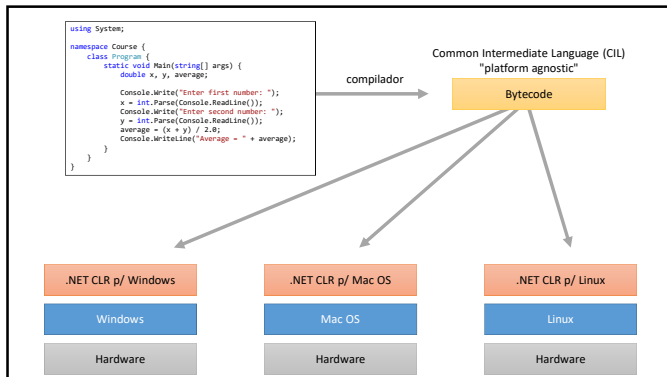 using System;
namespace Course {
class Program {
static void Main(string[] args) {
double x, y, average;
Console.Write("Enter first number: ");
x = int.Parse(Console.ReadLine());
Console.Write("Enter second number: ");
y = int.Parse(Console.ReadLine());
average = (x + y) / 2.0;
Console.WriteLine("Average = " + average);
}
}
}
compilador
Common Intermediate Language (CIL)
"platform agnostic"
Bytecode
.NET CLR p/ Windows
Windows
Hardware
.NET CLR p/ Mac OS
Mac OS
Hardware
.NET CLR p/ Linux
Linux
Hardware